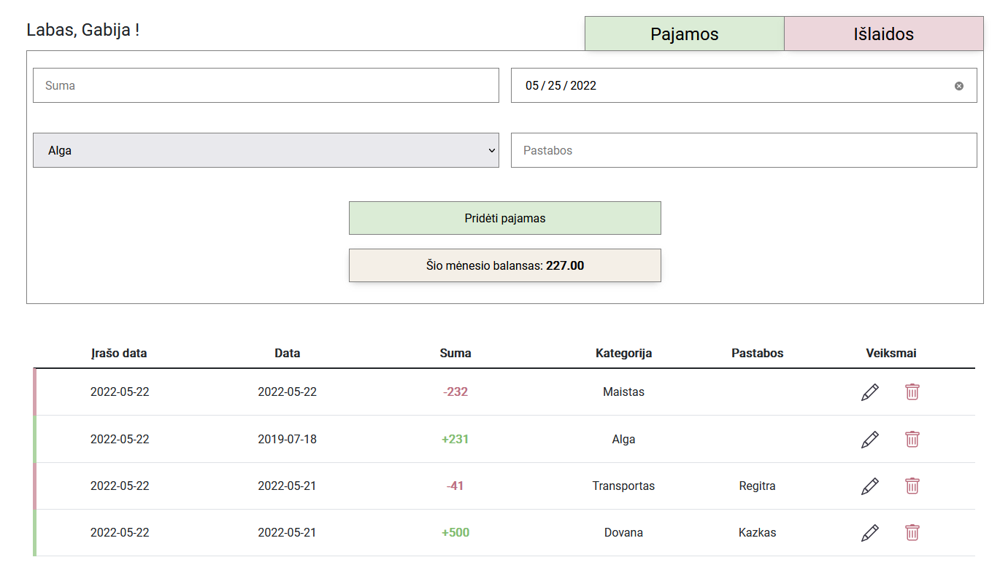 Labas, Gabija !
Pajamos Išlaidos
Suma 05 / 25 / 2022
Alga Pastabos
Pridėti pajamas
Šio mėnesio balansas: 227.00
Įrašo data Data Suma Kategorija Pastabos Veiksmai
2022-05-22 2022-05-22 -232 Maistas
2022-05-22 2019-07-18 +231 Alga
2022-05-22 2022-05-21 -41 Transportas Regitra
2022-05-22 2022-05-21 +500 Dovana Kazkas